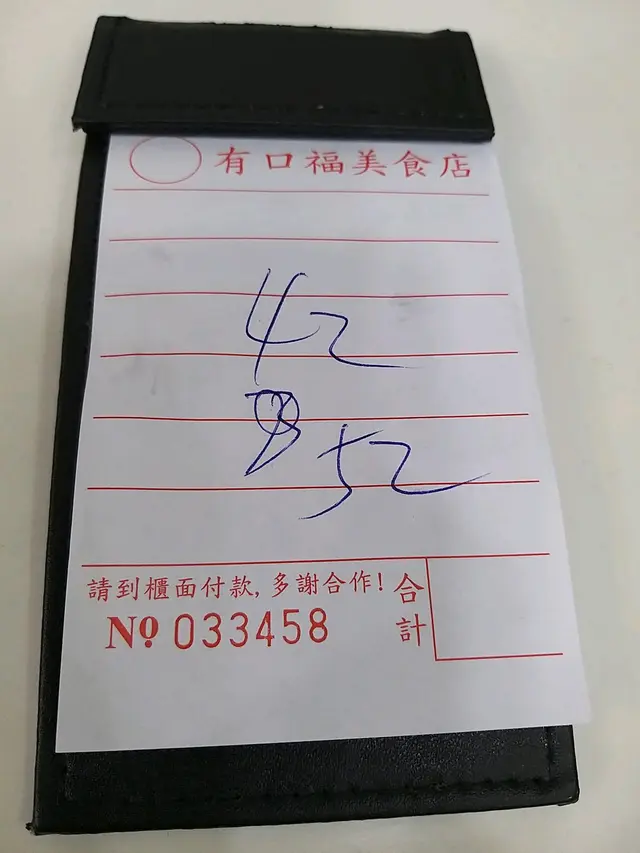 有口福美食店
42
52
請到櫃面付款,多謝合作!
合計
Nº 033458